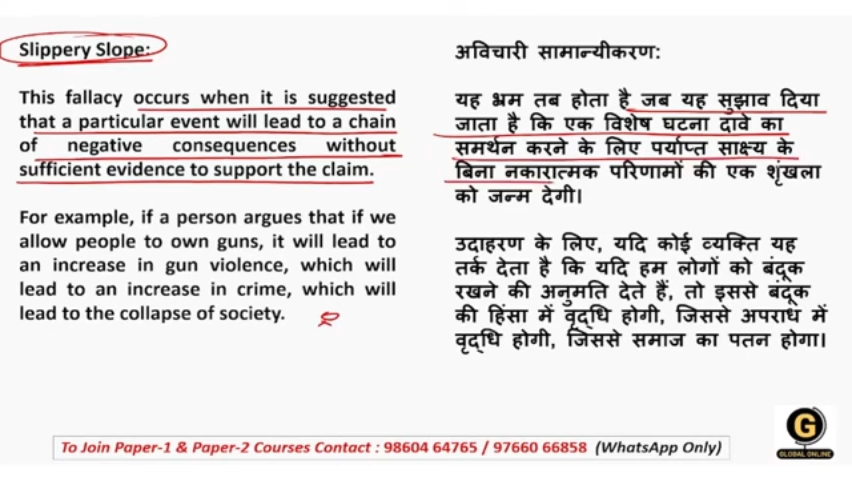 Slippery Slope:
This fallacy occurs when it is suggested
that a particular event will lead to a chain
of negative consequences without
sufficient evidence to support the claim.
For example, if a person argues that if we
allow people to own guns, it will lead to
an increase in gun violence, which will
lead to an increase in crime, which will
lead to the collapse of society.
अविचारी सामान्यीकरण:
यह भ्रम तब होता है जब यह सुझाव दिया
जाता है कि एक विशेष घटना दावे का
समर्थन करने के लिए पर्याप्त साक्ष्य के
बिना नकारात्मक परिणामों की एक शृंखला
को जन्म देगी।
उदाहरण के लिए, यदि कोई व्यक्ति यह
तर्क देता है कि यदि हम लोगों को बंदूक
रखने की अनुमति देते हैं, तो इससे बंदूक
की हिंसा में वृद्धि होगी, जिससे अपराध में
वृद्धि होगी, जिससे समाज का पतन होगा।
To Join Paper-1 & Paper-2 Courses Contact : 98604 64765 / 97660 66858 (WhatsApp Only)
G
GLOBAL ONLINE